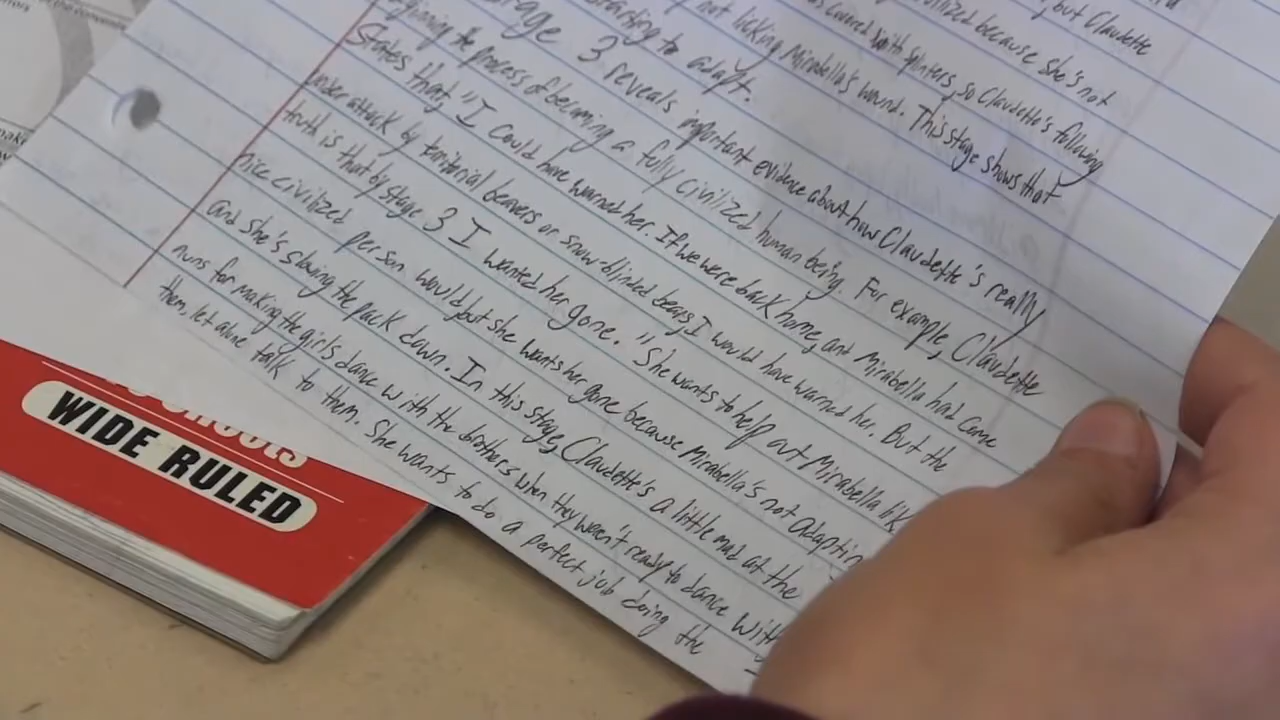 but Claudette
because she's not
covered with splinters, so Claudette's following
not licking Mirabella's wound. This stage shows that
starting to adapt.
3 reveals important evidence about how Claudette's really
the process of becoming a fully civilized human being. For example, Claudette
States that, "I could have warned her. If we were back home, and Mirabella had come
under attack by territorial beavers or snow-blinded bears, I would have warned her. But the
truth is that by stage 3 I wanted her gone." She wants to help out Mirabella lik
nice civilized person would, but she wants her gone because Mirabella's not adaptin
and she's slowing the pack down. In this stage, Claudette's a little mad at the
nuns for making the girls dance with the brothers when they weren't ready to dance with
them, let alone talk to them. She wants to do a perfect job doing the
WIDE RULED